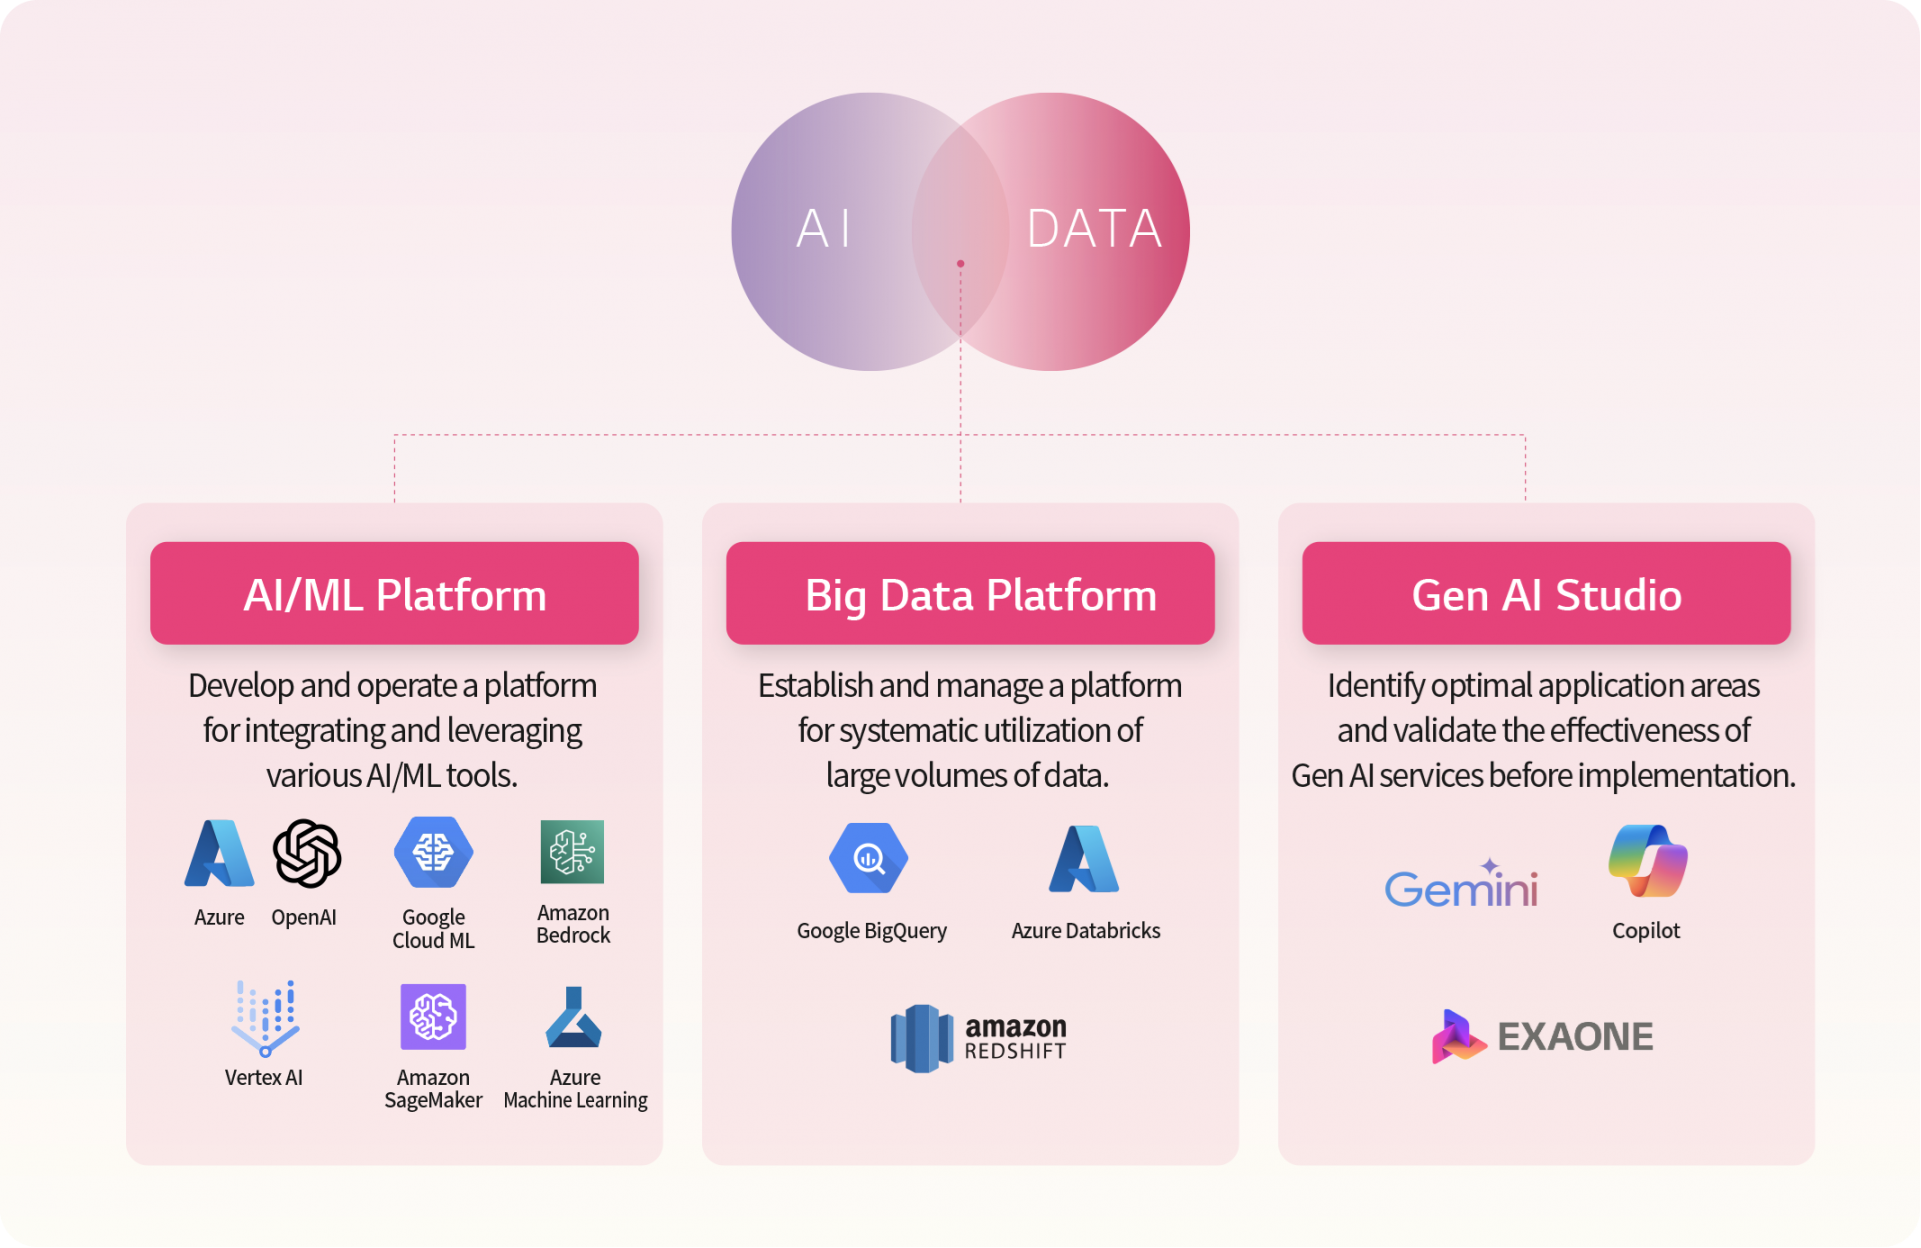 AI
DATA
AI/ML Platform
Develop and operate a platform
for integrating and leveraging
various AI/ML tools.
Azure
OpenAI
Google
Cloud ML
Amazon
Bedrock
Vertex AI
Amazon
SageMaker
Azure
Machine Learning
Big Data Platform
Establish and manage a platform
for systematic utilization of
large volumes of data.
Google BigQuery
Azure Databricks
amazon
REDSHIFT
Gen AI Studio
Identify optimal application areas
and validate the effectiveness of
Gen AI services before implementation.
Gemini
Copilot
EXAONE